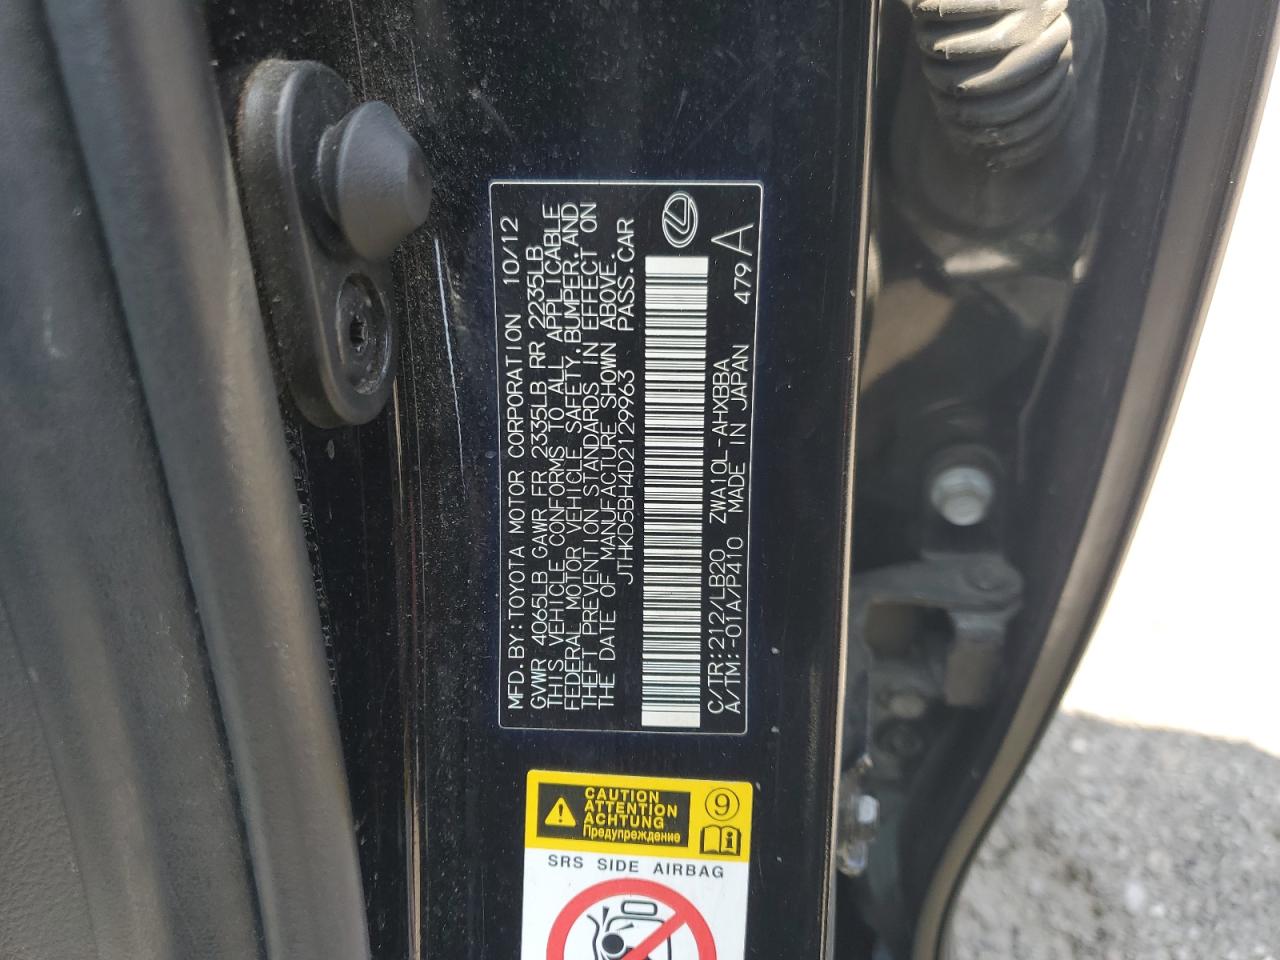 MFD.BY:TOYOTA MOTOR CORPORATION 10/12
GVWR 4065LB GAWR FR 2335LB RR 2235LB
THIS VEHICLE CONFORMS TO ALL APPLICABLE
FEDERAL MOTOR VEHICLE SAFETY,BUMPER,AND
THEFT PREVENTION STANDARDS IN EFFECT ON
THE DATE OF MANUFACTURE SHOWN ABOVE.
JTHKD5BH4D2129963 PASS.CAR
C/TR:212/LB20 ZWA10L-AHXBBA
A/TM:-01A/P410 MADE IN JAPAN 479 A
CAUTION
ATTENTION
ACHTUNG
Предупреждение
9
SRS SIDE AIRBAG